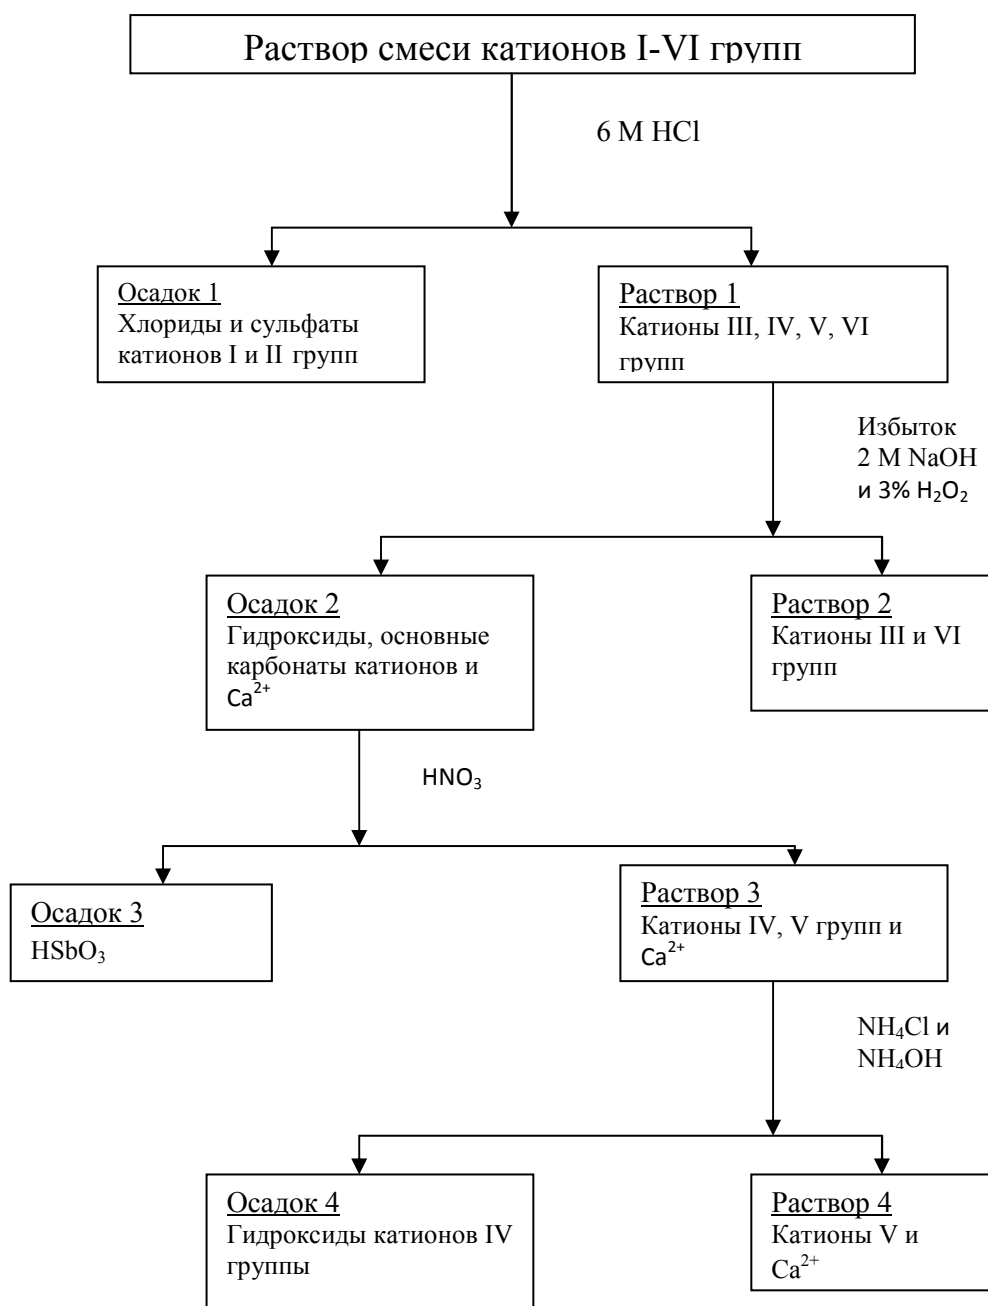 Раствор смеси катионов I-VI групп
6 M HCl
Осадок 1
Хлориды и сульфаты
катионов I и II групп
Раствор 1
Катионы III, IV, V, VI
групп
Избыток
2 M NaOH
и 3% H₂O₂
Осадок 2
Гидроксиды, основные
карбонаты катионов и
Ca²⁺
Раствор 2
Катионы III и VI
групп
HNO₃
Осадок 3
HSbO₃
Раствор 3
Катионы IV, V групп и
Ca²⁺
NH₄Cl и
NH₄OH
Осадок 4
Гидроксиды катионов IV
группы
Раствор 4
Катионы V и
Ca²⁺